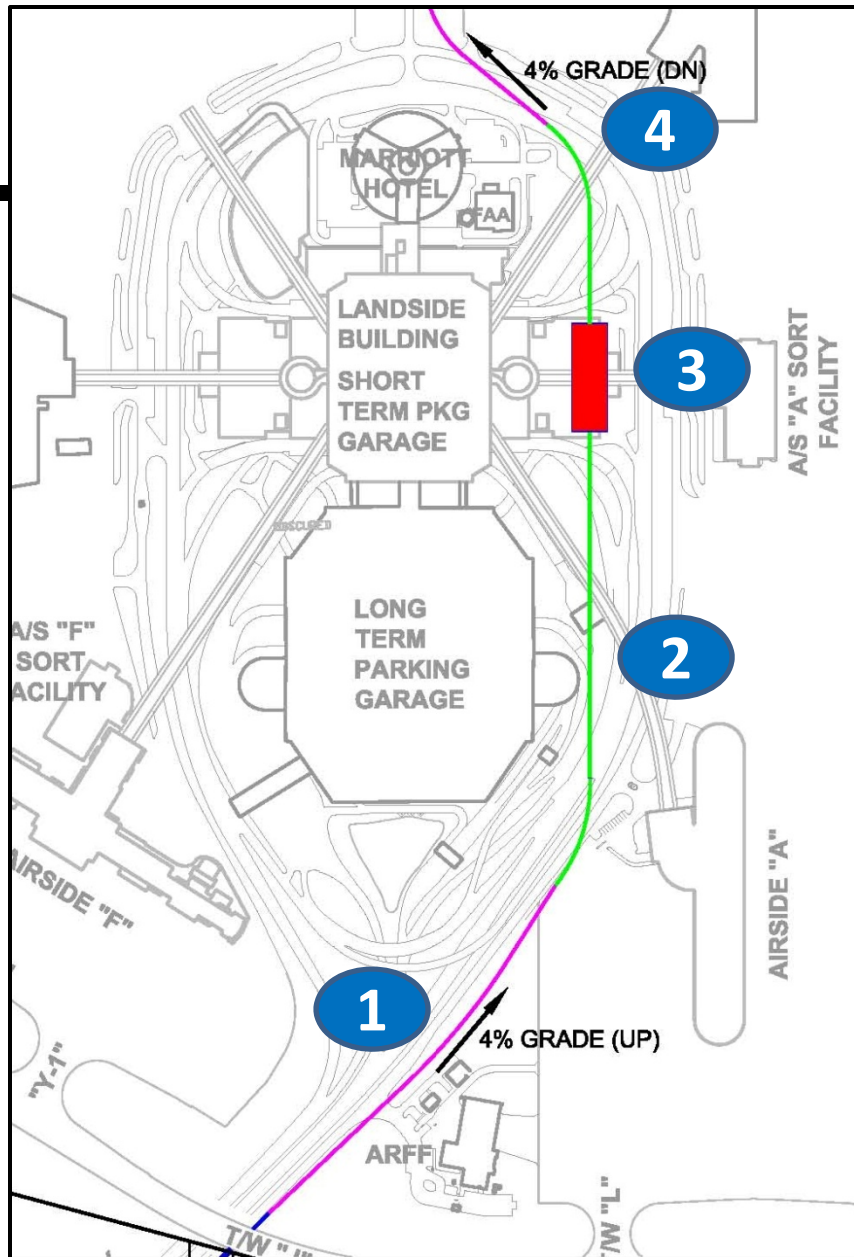 4% GRADE (DN)
4
MARRIOTT
HOTEL
FAA
LANDSIDE
BUILDING
SHORT
TERM PKG
GARAGE
3
A/S "A" SORT
FACILITY
LONG
TERM
PARKING
GARAGE
A/S "F"
SORT
ACILITY
2
AIRSIDE "F"
AIRSIDE "A"
1
4% GRADE (UP)
"Y-1"
ARFF
T/W "J"
T/W "L"